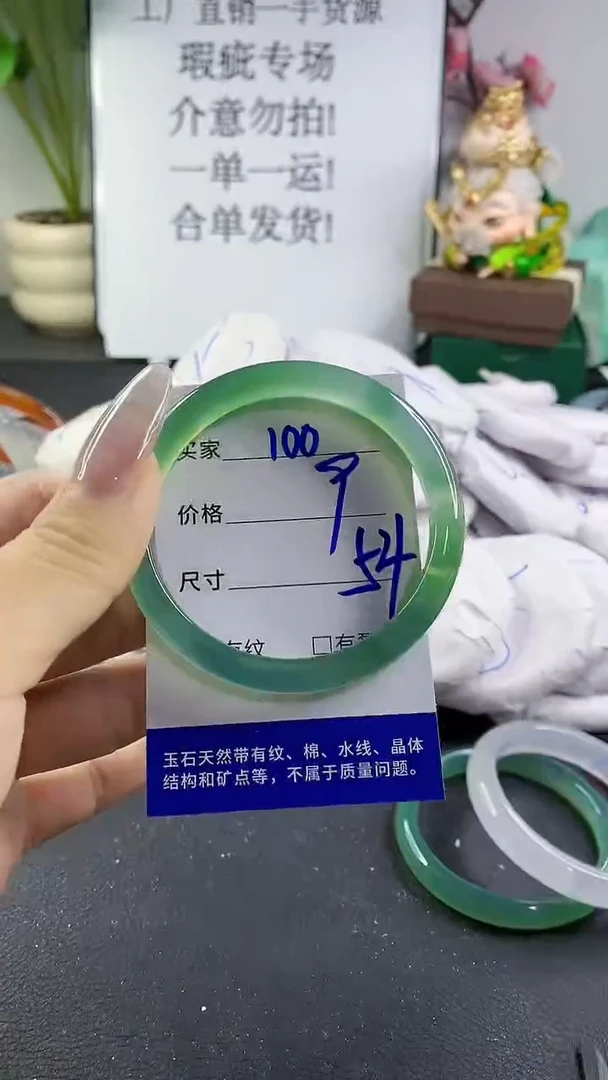 工厂直销一手货源
瑕疵专场
介意勿拍!
一单一运!
合单发货!
买家 100
价格
尺寸 54
有纹 □有
玉石天然带有纹、棉、水线、晶体
结构和矿点等，不属于质量问题。